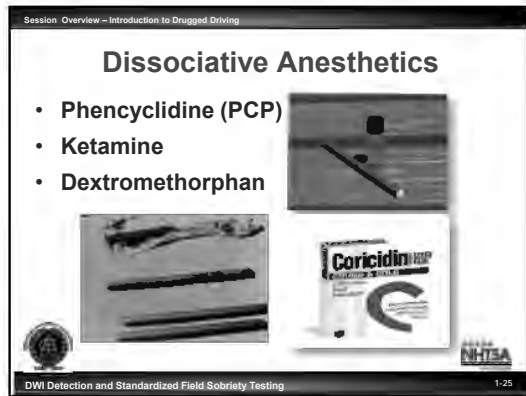 Session Overview – Introduction to Drugged Driving
Dissociative Anesthetics
• Phencyclidine (PCP)
• Ketamine
• Dextromethorphan
Coricidin
NHTSA
DWI Detection and Standardized Field Sobriety Testing
1-25